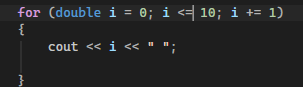 for (double i = 0; i <= 10; i += 1)
{
    cout << i << " ";
}